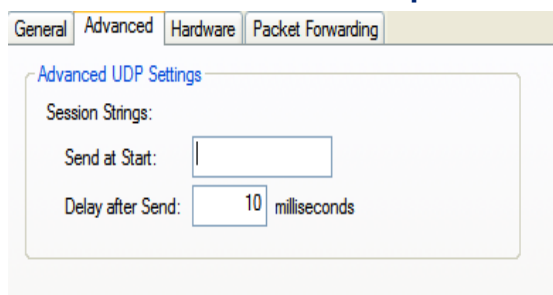 General Advanced Hardware Packet Forwarding
Advanced UDP Settings
Session Strings:
Send at Start:
Delay after Send: 10 milliseconds